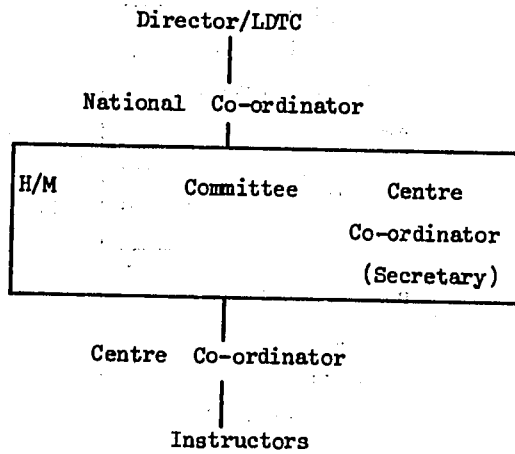 Director/LDTC
National Co-ordinator
H/M Committee Centre
Co-ordinator
(Secretary)
Centre Co-ordinator
Instructors